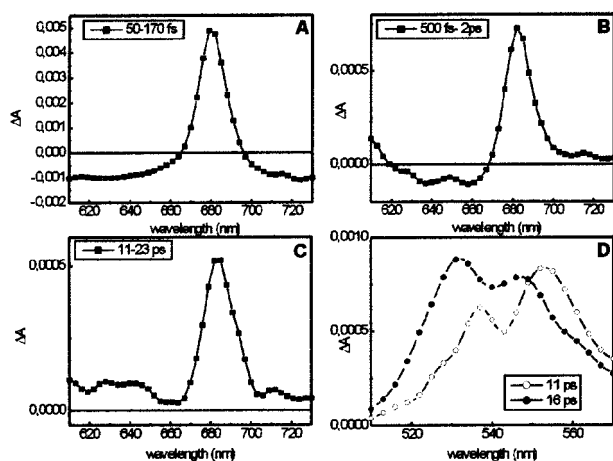 50-170 fs
A
0,005
0,004
0,003
0,002
0,001
0,000
-0,001
-0,002
ΔA
620 640 660 680 700 720
wavelength (nm)
500 fs- 2ps
B
0,0005
0,0000
ΔA
620 640 660 680 700 720
wavelength (nm)
11-23 ps
C
0,0005
0,0000
ΔA
620 640 660 680 700 720
wavelength (nm)
D
0,0010
0,0005
0,0000
ΔA
11 ps
16 ps
520 540 560
wavelength (nm)